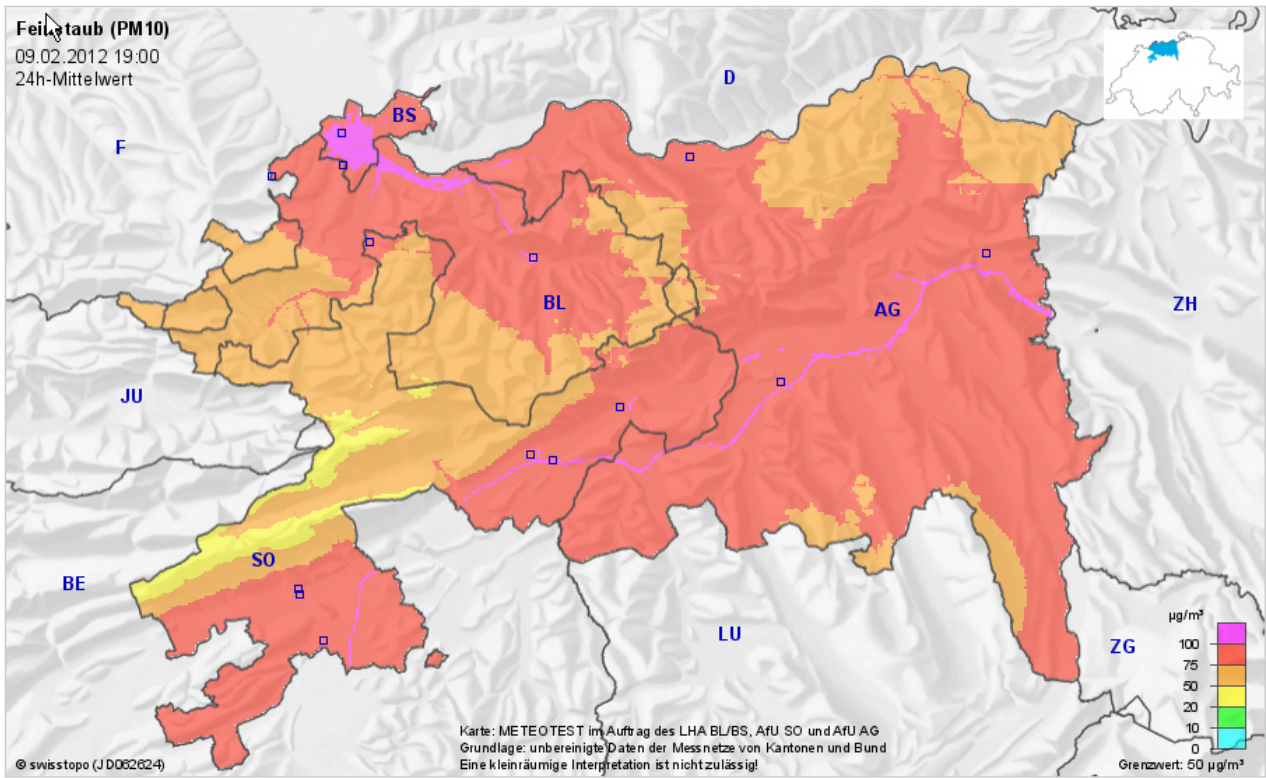 Feinstaub (PM10)
09.02.2012 19:00
24h-Mittelwert
D
BS
F
BL
AG
ZH
JU
SO
BE
LU
ZG
µg/m³
100
75
50
20
10
0
Karte: METEOTEST im Auftrag des LHA BL/BS, AfU SO und AfU AG
Grundlage: unbereinigte Daten der Messnetze von Kantonen und Bund
Eine kleinräumige Interpretation ist nicht zulässig!
© swisstopo (JD062624)
Grenzwert: 50 µg/m³